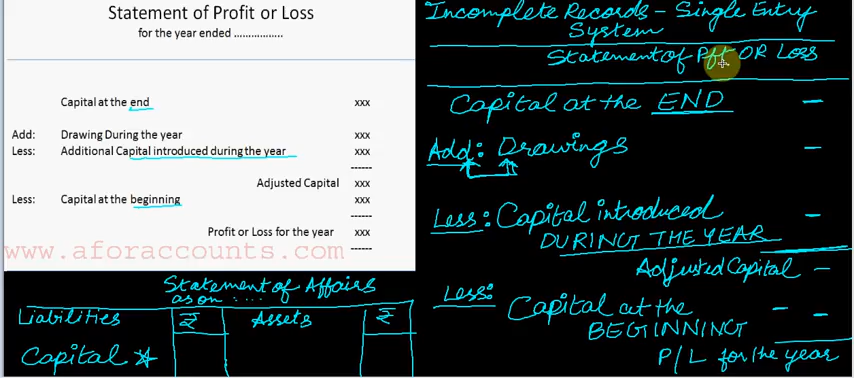 Statement of Profit or Loss
for the year ended .................
Capital at the end xxx
Add: Drawing During the year xxx
Less: Additional Capital introduced during the year xxx
------
Adjusted Capital xxx
Less: Capital at the beginning xxx
------
Profit or Loss for the year xxx
------
www.aforaccounts.com
Statement of Affairs
as on ....
Liabilities ₹ Assets ₹
Capital *
Incomplete Records - Single Entry
System
Statement of Pft OR Loss
Capital at the END -
Add: Drawings -
Less: Capital introduced -
DURING THE YEAR
Adjusted Capital -
Less: Capital at the - -
BEGINNING
P/L for the year